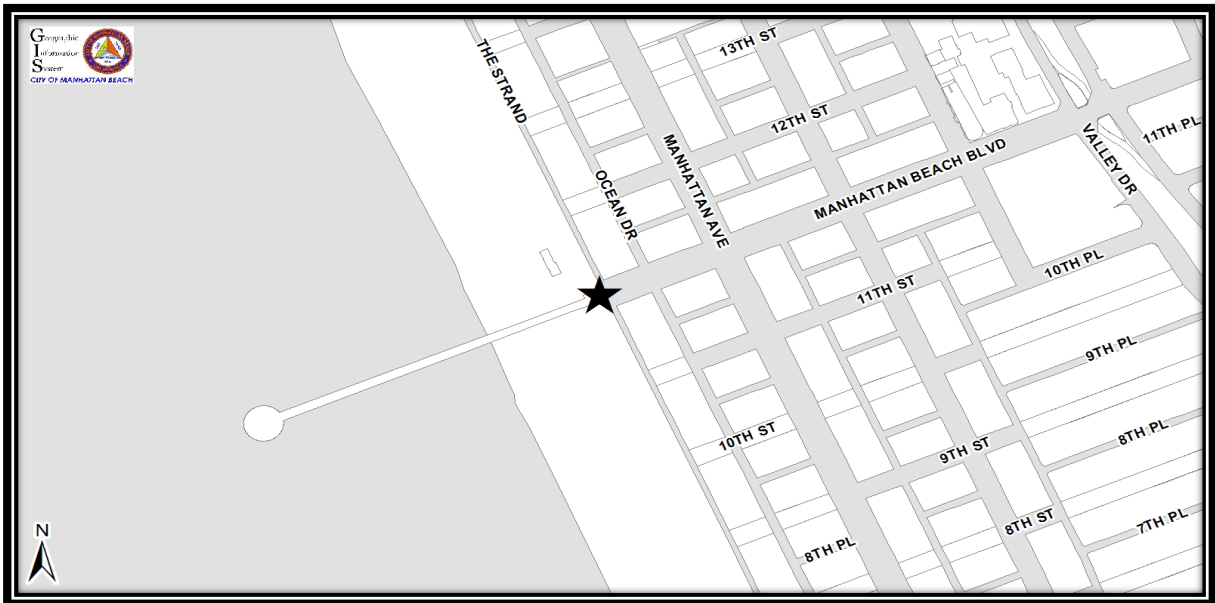 Geographic
Information
System
CITY OF MANHATTAN BEACH
THE STRAND
13TH ST
12TH ST
MANHATTAN AVE
OCEAN DR
MANHATTAN BEACH BLVD
VALLEY DR
11TH PL
10TH PL
11TH ST
9TH PL
10TH ST
9TH ST
8TH PL
8TH ST
7TH PL
8TH PL
N